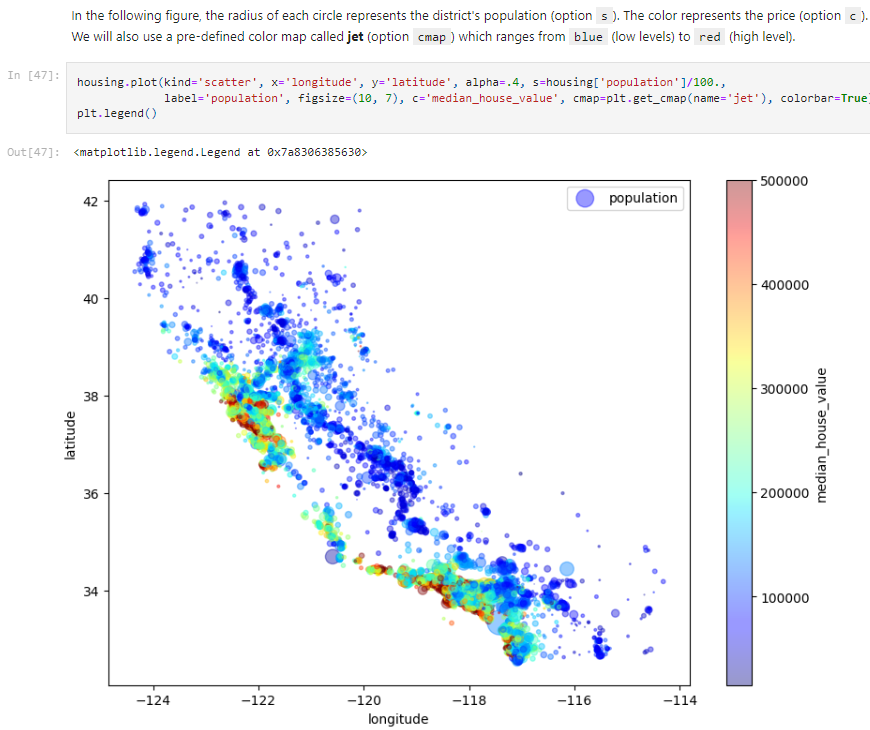 In the following figure, the radius of each circle represents the district's population (option s ). The color represents the price (option c ).
We will also use a pre-defined color map called jet (option cmap ) which ranges from blue (low levels) to red (high level).
In [47]:
housing.plot(kind='scatter', x='longitude', y='latitude', alpha=.4, s=housing['population']/100.,
label='population', figsize=(10, 7), c='median_house_value', cmap=plt.get_cmap(name='jet'), colorbar=True)
plt.legend()
Out[47]:
<matplotlib.legend.Legend at 0x7a8306385630>
population
42
40
38
36
34
latitude
−124
−122
−120
−118
−116
−114
longitude
500000
400000
300000
200000
100000
median_house_value